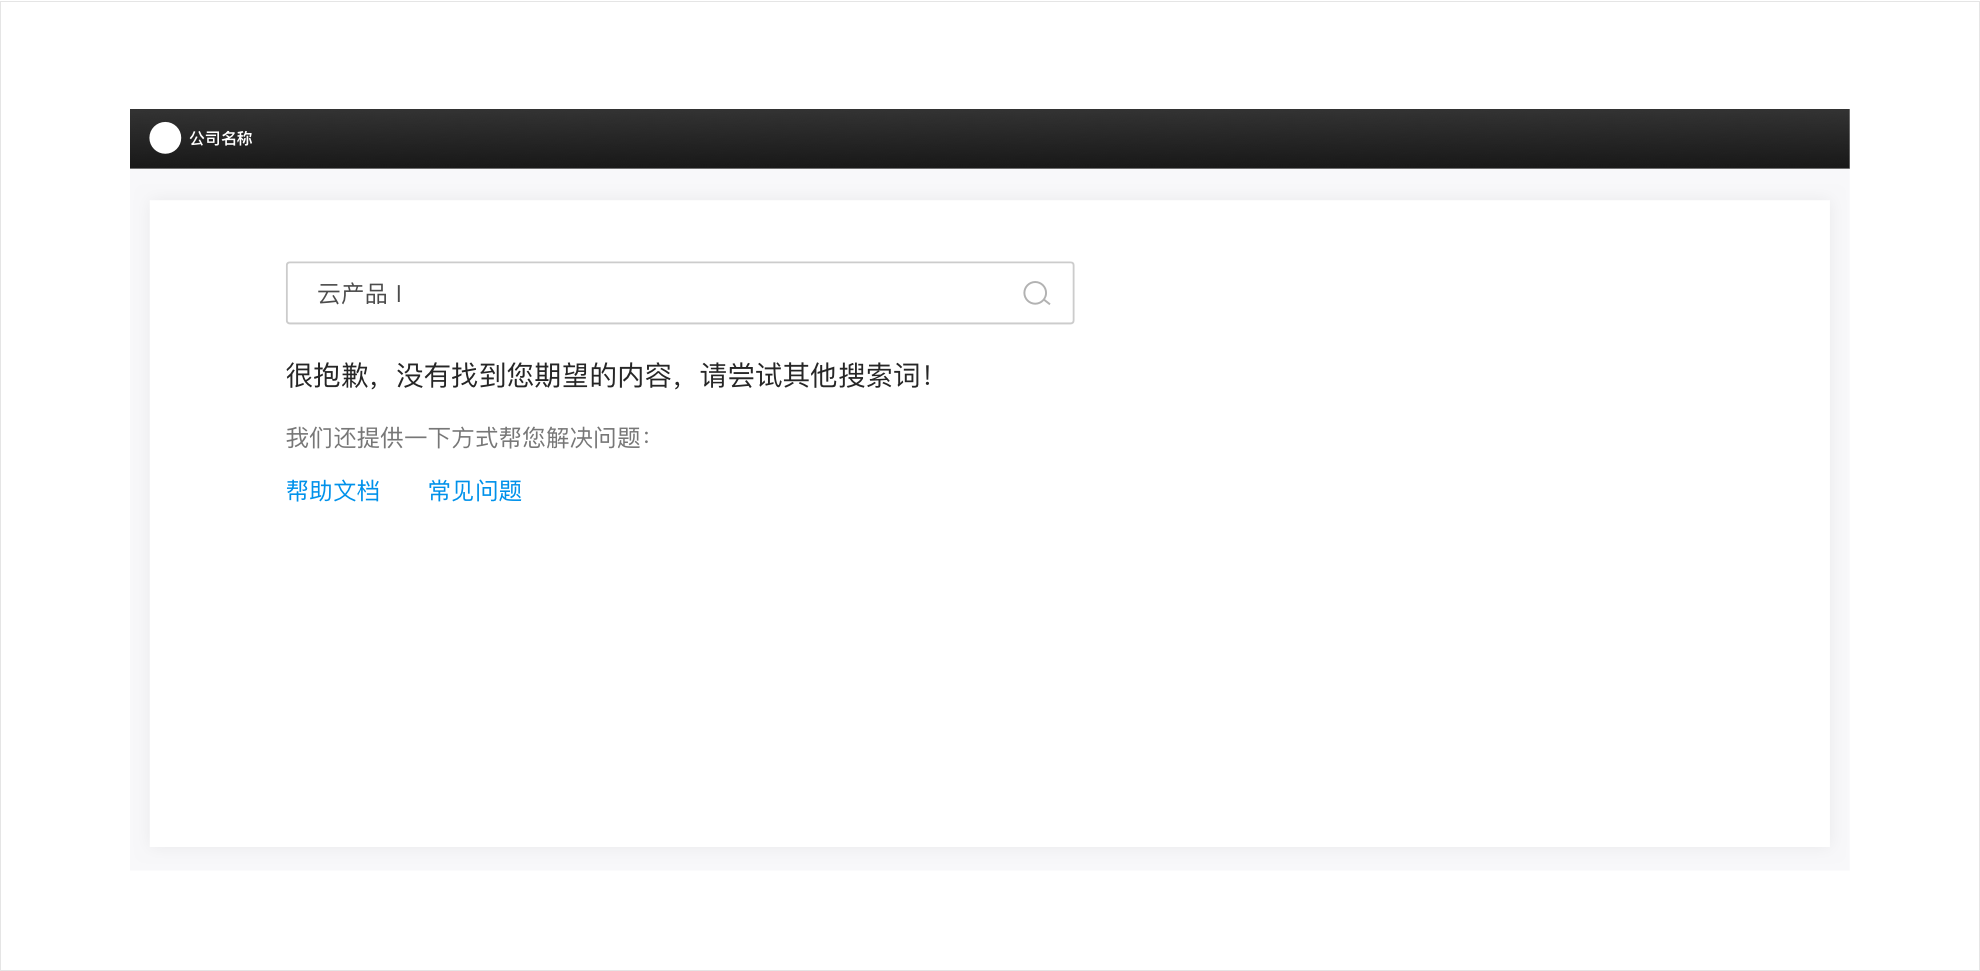 公司名称
云产品
很抱歉，没有找到您期望的内容，请尝试其他搜索词！
我们还提供一下方式帮您解决问题：
帮助文档 常见问题